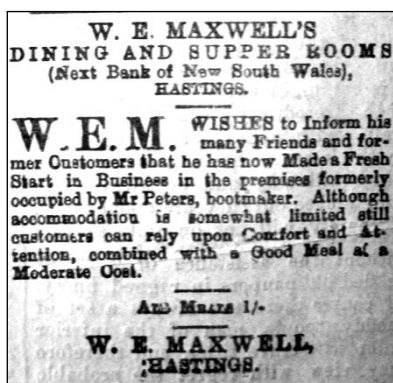 W. E. MAXWELL'S
DINING AND SUPPER ROOMS
(Next Bank of New South Wales),
HASTINGS.
W. E. M. WISHES to Inform his
many Friends and for-
mer Customers that he has now Made a Fresh
Start in Business in the premises formerly
occupied by Mr Peters, bootmaker. Although
accommodation is somewhat limited still
customers can rely upon Comfort and At-
tention, combined with a Good Meal at a
Moderate Cost.
ALL MEALS 1/-
W. E. MAXWELL,
HASTINGS.